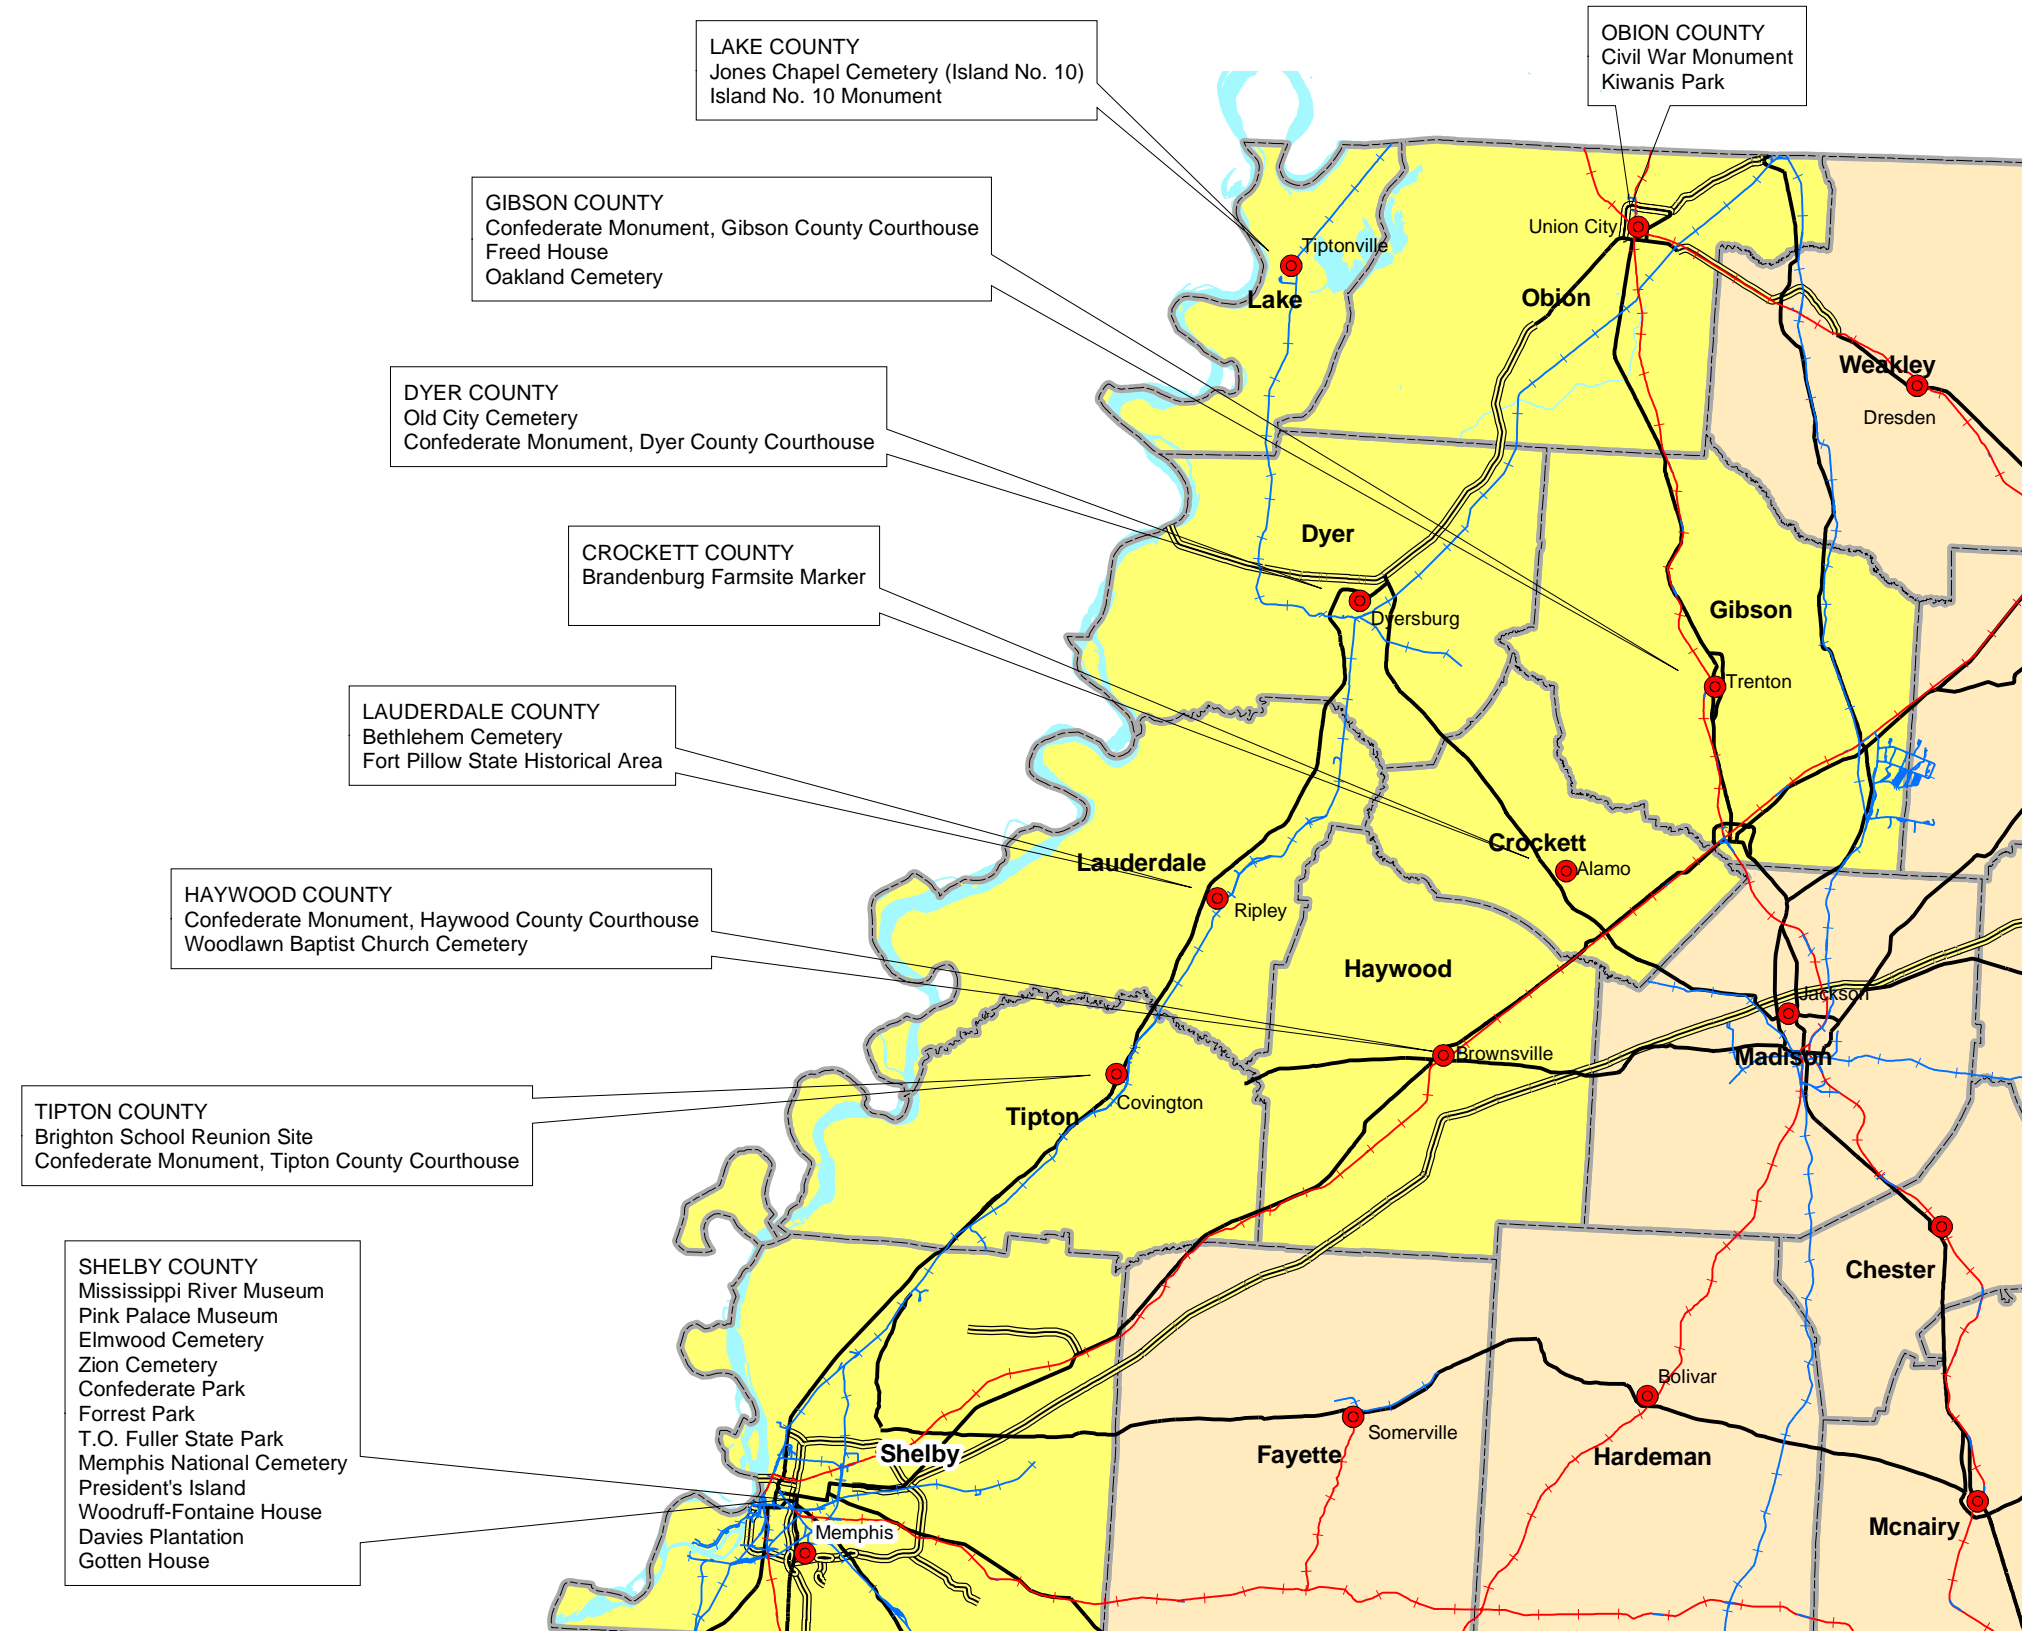 LAKE COUNTY
Jones Chapel Cemetery (Island No. 10)
Island No. 10 Monument
OBION COUNTY
Civil War Monument
Kiwanis Park
GIBSON COUNTY
Confederate Monument, Gibson County Courthouse
Freed House
Oakland Cemetery
DYER COUNTY
Old City Cemetery
Confederate Monument, Dyer County Courthouse
CROCKETT COUNTY
Brandenburg Farmsite Marker
LAUDERDALE COUNTY
Bethlehem Cemetery
Fort Pillow State Historical Area
HAYWOOD COUNTY
Confederate Monument, Haywood County Courthouse
Woodlawn Baptist Church Cemetery
TIPTON COUNTY
Brighton School Reunion Site
Confederate Monument, Tipton County Courthouse
SHELBY COUNTY
Mississippi River Museum
Pink Palace Museum
Elmwood Cemetery
Zion Cemetery
Confederate Park
Forrest Park
T.O. Fuller State Park
Memphis National Cemetery
President's Island
Woodruff-Fontaine House
Davies Plantation
Gotten House
Union City
Tiptonville
Lake
Obion
Weakley
Dresden
Dyer
Dyersburg
Gibson
Trenton
Crockett
Alamo
Lauderdale
Ripley
Haywood
Jackson
Madison
Brownsville
Covington
Tipton
Chester
Bolivar
Somerville
Fayette
Hardeman
Shelby
Memphis
Mcnairy